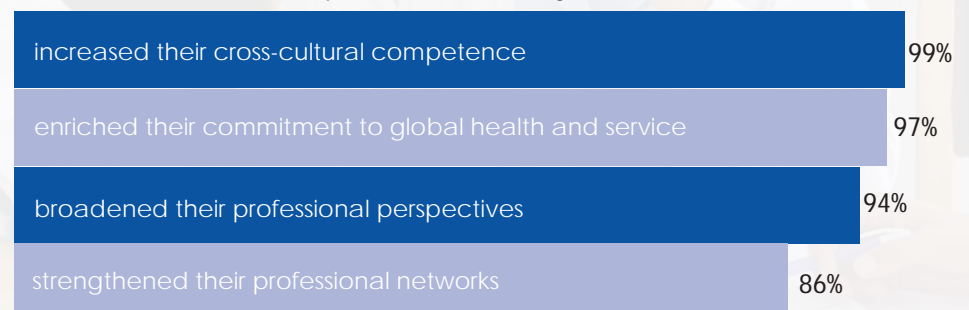 increased their cross-cultural competence 99%
enriched their commitment to global health and service 97%
broadened their professional perspectives 94%
strengthened their professional networks 86%